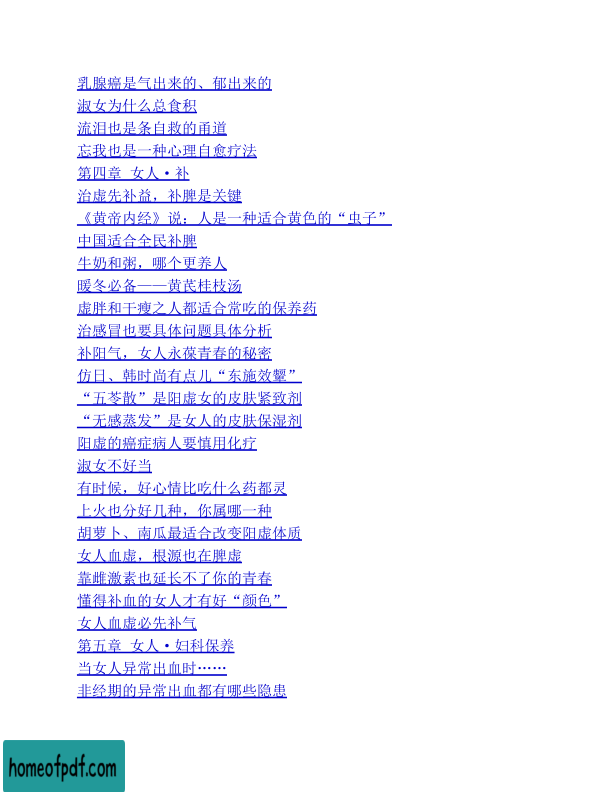 乳腺癌是气出来的、郁出来的
淑女为什么总食积
流泪也是条自救的甬道
忘我也是一种心理自愈疗法
第四章 女人·补
治虚先补益，补脾是关键
《黄帝内经》说：人是一种适合黄色的“虫子”
中国适合全民补脾
牛奶和粥，哪个更养人
暖冬必备——黄芪桂枝汤
虚胖和干瘦之人都适合常吃的保养药
治感冒也要具体问题具体分析
补阳气，女人永葆青春的秘密
仿日、韩时尚有点儿“东施效颦”
“五苓散”是阳虚女的皮肤紧致剂
“无感蒸发”是女人的皮肤保湿剂
阳虚的癌症病人要慎用化疗
淑女不好当
有时候，好心情比吃什么药都灵
上火也分好几种，你属哪一种
胡萝卜、南瓜最适合改变阳虚体质
女人血虚，根源也在脾虚
靠雌激素也延长不了你的青春
懂得补血的女人才有好“颜色”
女人血虚必先补气
第五章 女人·妇科保养
当女人异常出血时……
非经期的异常出血都有哪些隐患
homeofpdf.com